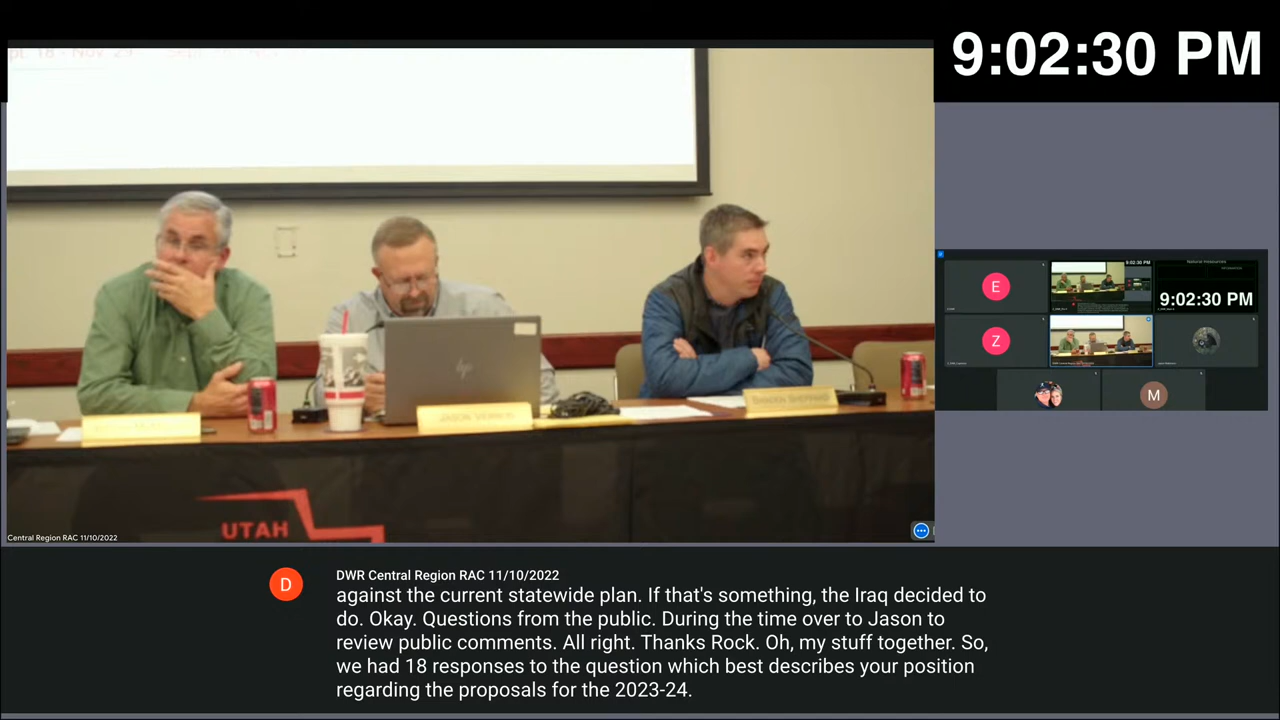 9:02:30 PM
UTAH
Central Region RAC 11/10/2022
E
9:02:30 PM
Z
M
D
DWR Central Region RAC 11/10/2022
against the current statewide plan. If that's something, the Iraq decided to
do. Okay. Questions from the public. During the time over to Jason to
review public comments. All right. Thanks Rock. Oh, my stuff together. So,
we had 18 responses to the question which best describes your position
regarding the proposals for the 2023-24.